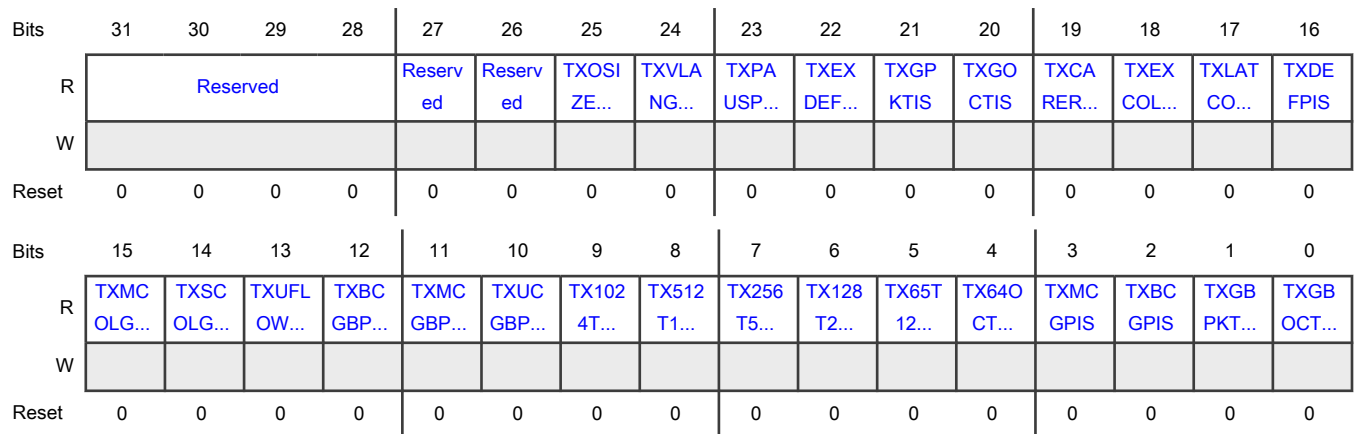 Bits 31 30 29 28 27 26 25 24 23 22 21 20 19 18 17 16
R Reserved Reserv Reserv TXOSI TXVLA TXPA TXEX TXGP TXGO TXCA TXEX TXLAT TXDE
ed ed ZE... NG... USP... DEF... KTIS CTIS RER... COL... CO... FPIS
W
Reset 0 0 0 0 0 0 0 0 0 0 0 0 0 0 0 0
Bits 15 14 13 12 11 10 9 8 7 6 5 4 3 2 1 0
R TXMC TXSC TXUFL TXBC TXMC TXUC TX102 TX512 TX256 TX128 TX65T TX64O TXMC TXBC TXGB TXGB
OLG... OLG... OW... GBP... GBP... GBP... 4T... T1... T5... T2... 12... CT... GPIS GPIS PKT... OCT...
W
Reset 0 0 0 0 0 0 0 0 0 0 0 0 0 0 0 0